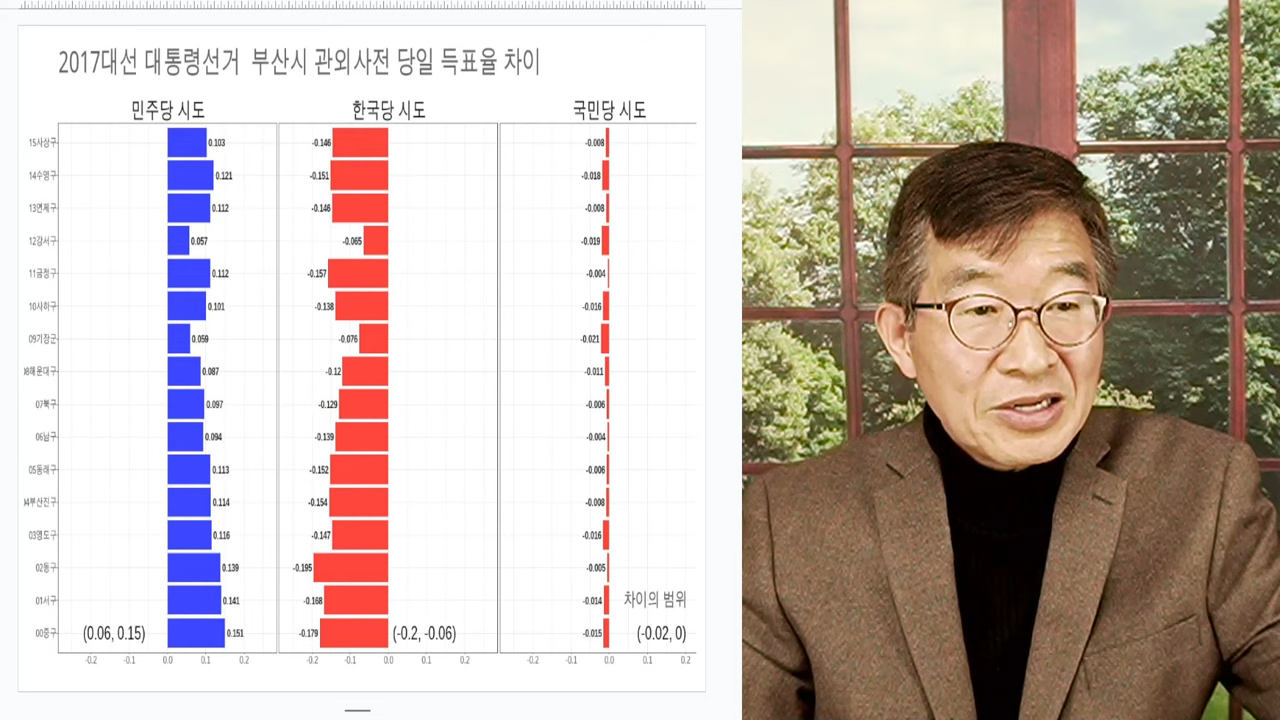 2017대선 대통령선거 부산시 관외사전 당일 득표율 차이
민주당 시도 한국당 시도 국민당 시도
15사상구 0.103 -0.146 -0.008
14수영구 0.121 -0.151 -0.018
13연제구 0.112 -0.146 -0.008
12강서구 0.057 -0.065 -0.019
11금정구 0.112 -0.157 -0.004
10사하구 0.101 -0.138 -0.016
09기장군 0.059 -0.076 -0.021
해운대구 0.087 -0.12 -0.011
07북구 0.097 -0.129 -0.006
06남구 0.094 -0.139 -0.004
05동래구 0.113 -0.152 -0.006
4부산진구 0.114 -0.154 -0.008
03영도구 0.116 -0.147 -0.016
02동구 0.139 -0.195 -0.005
01서구 0.141 -0.168 -0.014 차이의 범위
00중구 (0.06, 0.15) 0.151 -0.179 (-0.2, -0.06) -0.015 (-0.02, 0)
-0.2 -0.1 0.0 0.1 0.2 -0.2 -0.1 0.0 0.1 0.2 -0.2 -0.1 0.0 0.1 0.2